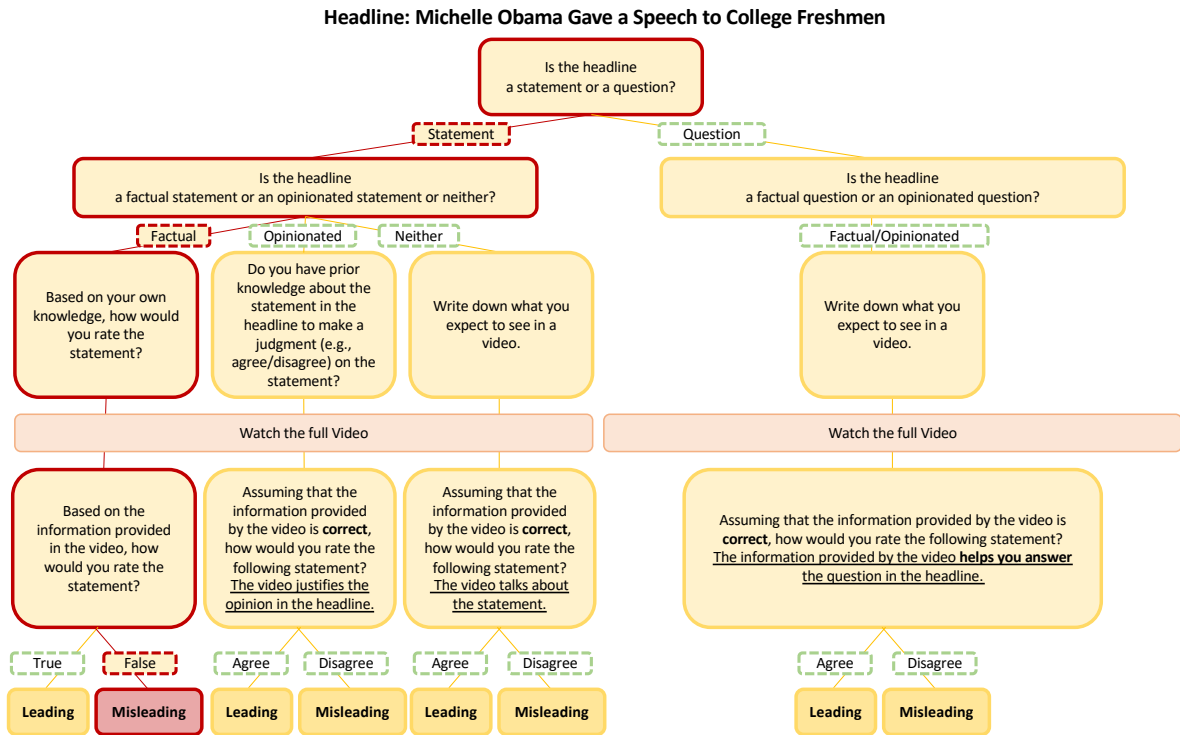 Headline: Michelle Obama Gave a Speech to College Freshmen
Is the headline
a statement or a question?
Statement
Question
Is the headline
a factual statement or an opinionated statement or neither?
Is the headline
a factual question or an opinionated question?
Factual
Opinionated
Neither
Factual/Opinionated
Based on your own
knowledge, how would
you rate the
statement?
Do you have prior
knowledge about the
statement in the
headline to make a
judgment (e.g.,
agree/disagree) on the
statement?
Write down what you
expect to see in a
video.
Write down what you
expect to see in a
video.
Watch the full Video
Watch the full Video
Based on the
information provided
in the video, how
would you rate the
statement?
Assuming that the
information provided
by the video is correct,
how would you rate the
following statement?
The video justifies the
opinion in the headline.
Assuming that the
information provided
by the video is correct,
how would you rate the
following statement?
The video talks about
the statement.
Assuming that the information provided by the video is
correct, how would you rate the following statement?
The information provided by the video helps you answer
the question in the headline.
True
False
Agree
Disagree
Agree
Disagree
Agree
Disagree
Leading
Misleading
Leading
Misleading
Leading
Misleading
Leading
Misleading